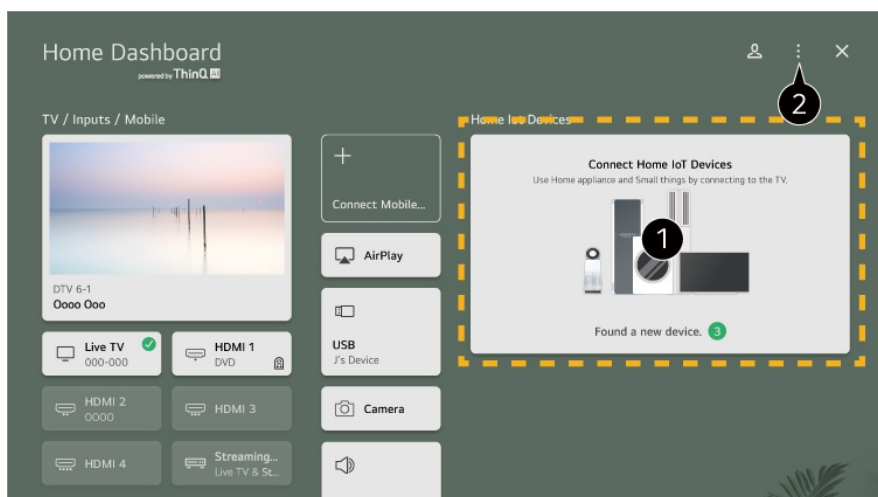 Home Dashboard
powered by ThinQ AI
2
TV / Inputs / Mobile
Home Iot Devices
DTV 6-1
Oooo Ooo
Live TV
000-000
HDMI 1
DVD
HDMI 2
OOOO
HDMI 3
HDMI 4
Streaming...
Live TV & St...
Connect Mobile...
AirPlay
USB
J's Device
Camera
Connect Home IoT Devices
Use Home appliance and Small things by connecting to the TV.
1
Found a new device. 3